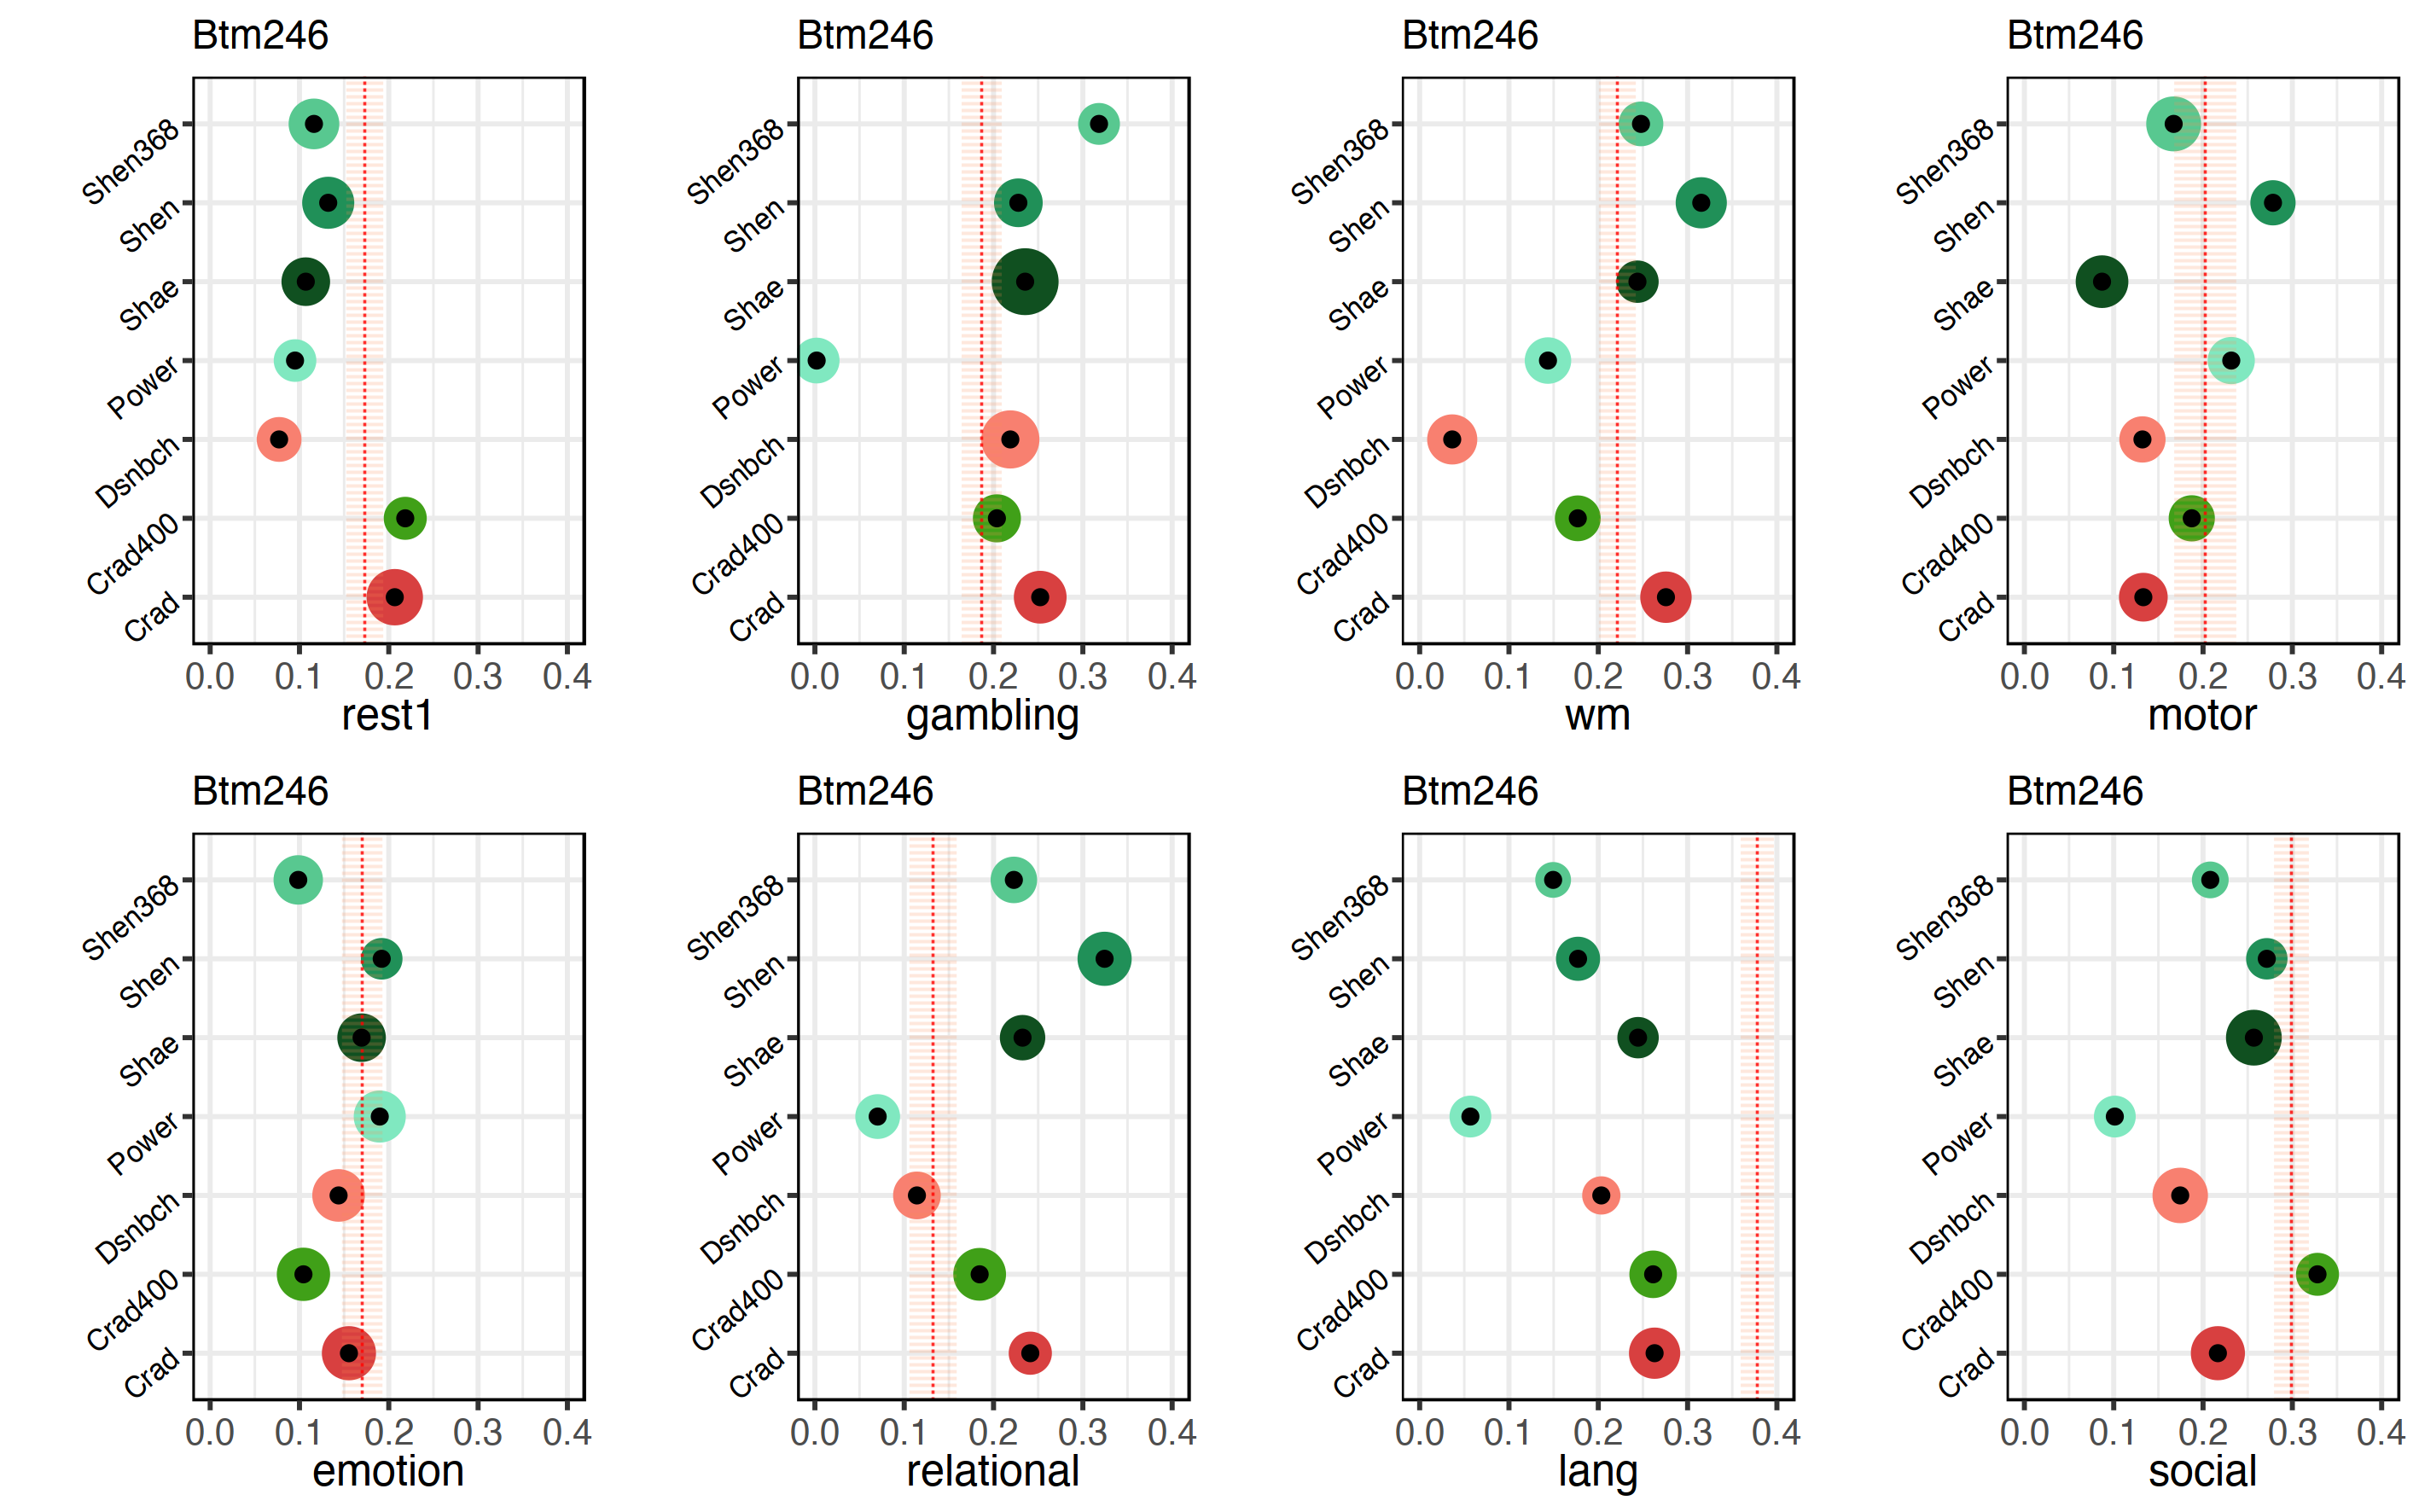 Btm246 Btm246 Btm246 Btm246
Shen368 Shen368 Shen368 Shen368
Shen Shen Shen Shen
Shae Shae Shae Shae
Power Power Power Power
Dsnbch Dsnbch Dsnbch Dsnbch
Crad400 Crad400 Crad400 Crad400
Crad Crad Crad Crad
0.0 0.1 0.2 0.3 0.4 0.0 0.1 0.2 0.3 0.4 0.0 0.1 0.2 0.3 0.4 0.0 0.1 0.2 0.3 0.4
rest1 gambling wm motor
Btm246 Btm246 Btm246 Btm246
Shen368 Shen368 Shen368 Shen368
Shen Shen Shen Shen
Shae Shae Shae Shae
Power Power Power Power
Dsnbch Dsnbch Dsnbch Dsnbch
Crad400 Crad400 Crad400 Crad400
Crad Crad Crad Crad
0.0 0.1 0.2 0.3 0.4 0.0 0.1 0.2 0.3 0.4 0.0 0.1 0.2 0.3 0.4 0.0 0.1 0.2 0.3 0.4
emotion relational lang social